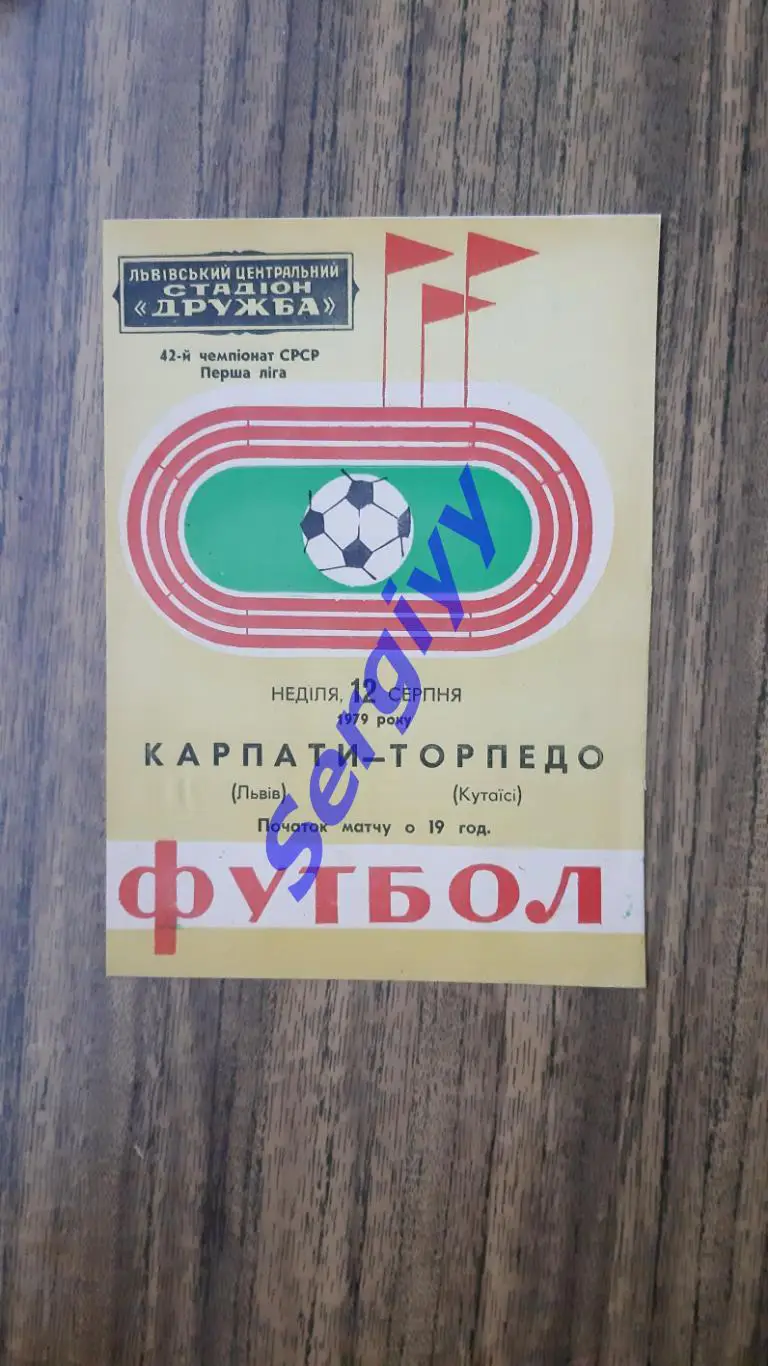 ЛЬВІВСЬКИЙ ЦЕНТРАЛЬНИЙ
СТАДІОН
«ДРУЖБА»
42-й чемпіонат СРСР
Перша ліга
НЕДІЛЯ, 12 СЕРПНЯ
1979 року
КАРПАТИ—ТОРПЕДО
(Львів) (Кутаїсі)
Початок матчу о 19 год.
ФУТБОЛ
Sergiyy